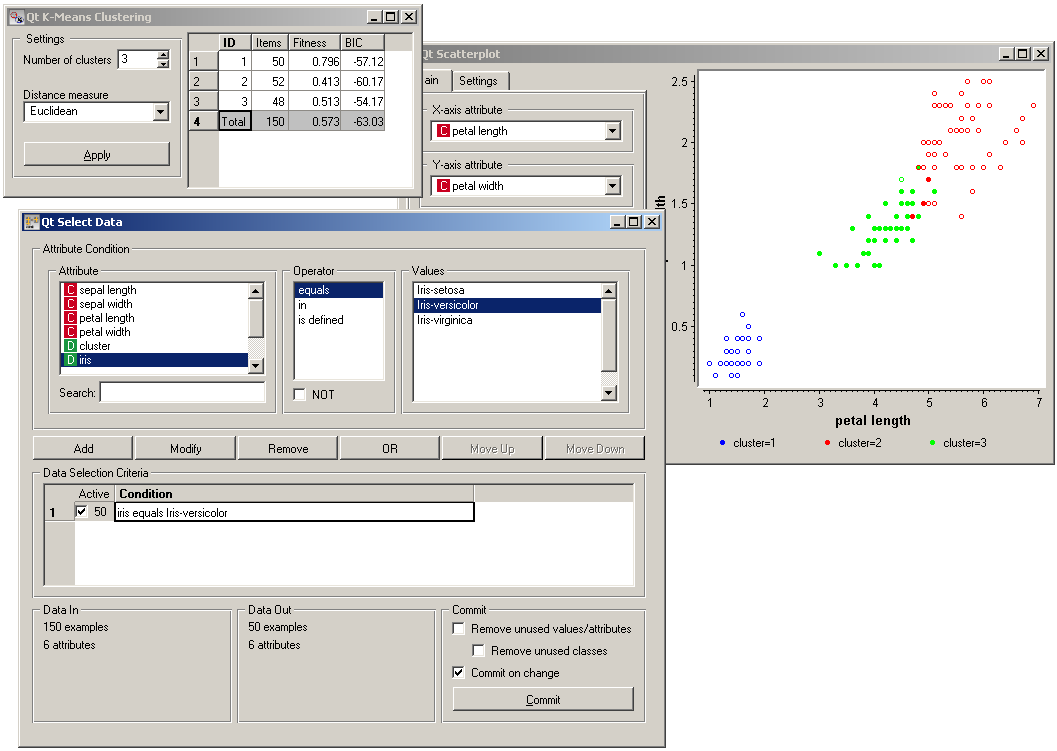 Qt K-Means Clustering
Settings
Number of clusters 3
Distance measure
Euclidean
Apply
ID Items Fitness BIC
1 1 50 0.796 -57.12
2 2 52 0.413 -60.17
3 3 48 0.513 -54.17
4 Total 150 0.573 -63.03
Qt Scatterplot
ain Settings
X-axis attribute
C petal length
Y-axis attribute
C petal width
th
2.5
2
1.5
1
0.5
1 2 3 4 5 6 7
petal length
cluster=1 cluster=2 cluster=3
Qt Select Data
Attribute Condition
Attribute
C sepal length
C sepal width
C petal length
C petal width
D cluster
D iris
Search:
Operator
equals
in
is defined
NOT
Values
Iris-setosa
Iris-versicolor
Iris-virginica
Add Modify Remove OR Move Up Move Down
Data Selection Criteria
Active Condition
1 50 iris equals Iris-versicolor
Data In
150 examples
6 attributes
Data Out
50 examples
6 attributes
Commit
Remove unused values/attributes
Remove unused classes
Commit on change
Commit